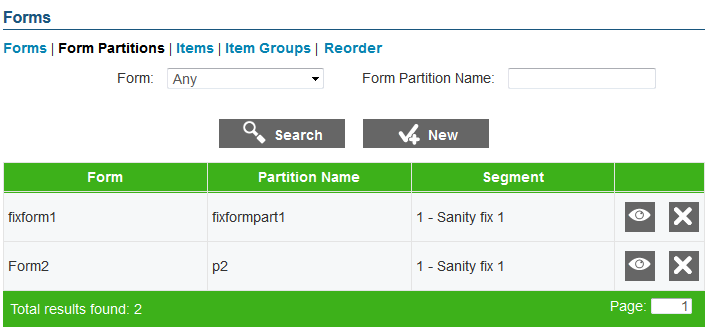 Forms
Forms | Form Partitions | Items | Item Groups | Reorder
Form: Any Form Partition Name:
Search New
Form Partition Name Segment
fixform1 fixformpart1 1 - Sanity fix 1
Form2 p2 1 - Sanity fix 1
Total results found: 2 Page: 1